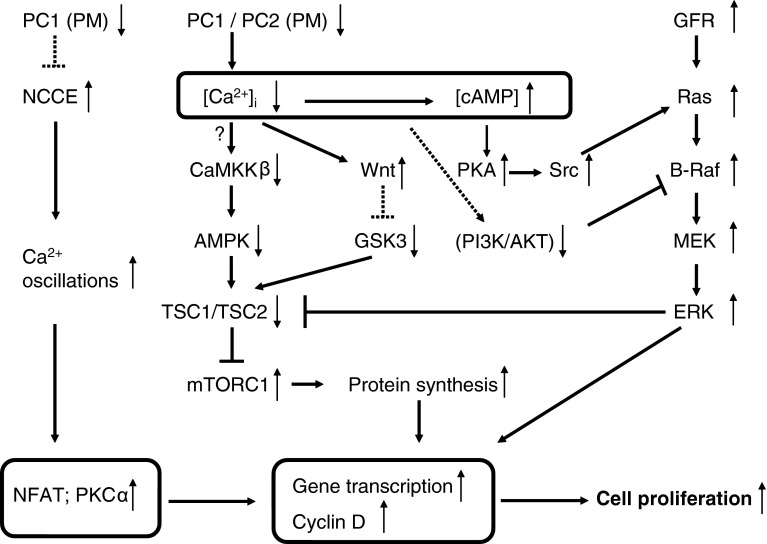 PC1 (PM)
PC1 / PC2 (PM)
GFR
NCCE
[Ca²⁺]ᵢ
[cAMP]
Ras
?
CaMKKβ
Wnt
PKA
Src
B-Raf
AMPK
GSK3
(PI3K/AKT)
MEK
Ca²⁺
oscillations
TSC1/TSC2
ERK
mTORC1
Protein synthesis
NFAT; PKCα
Gene transcription
Cyclin D
Cell proliferation